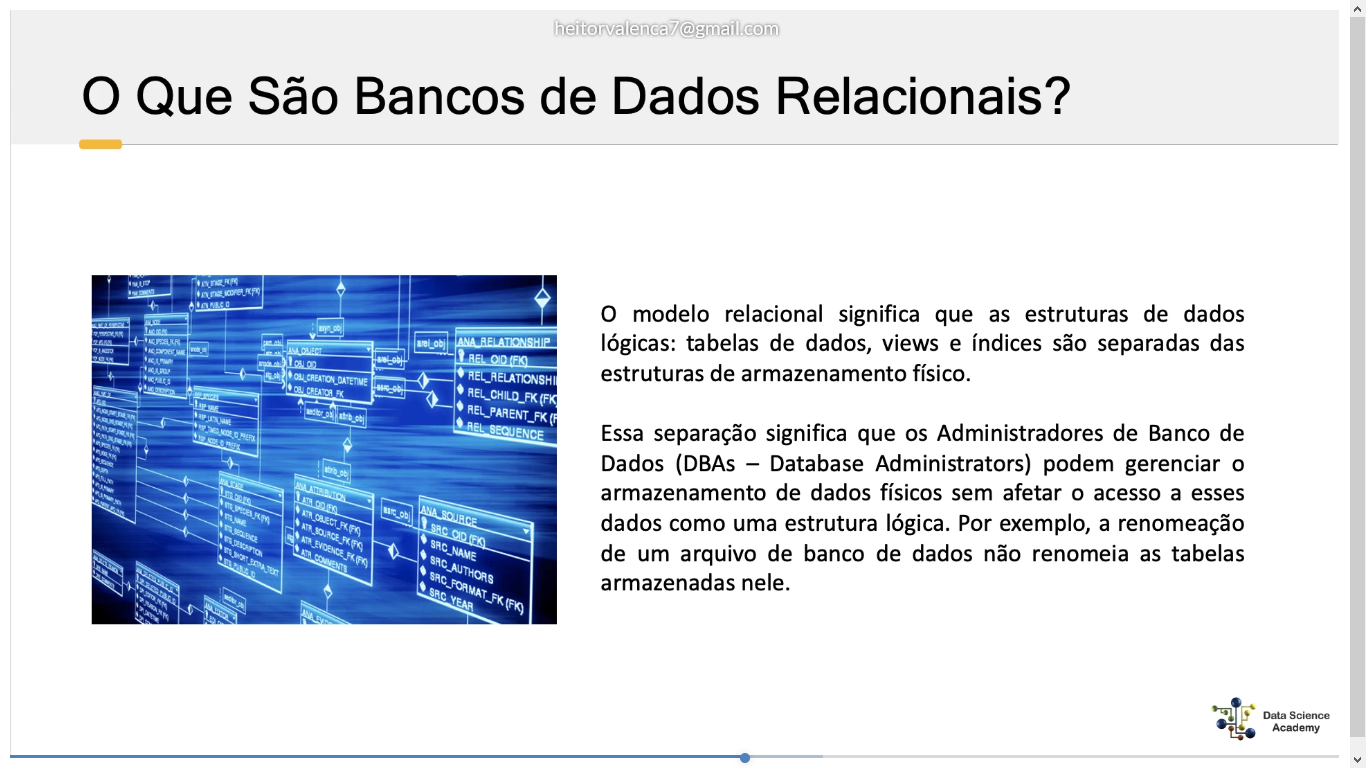 heitorvalenca7@gmail.com
O Que São Bancos de Dados Relacionais?
O modelo relacional significa que as estruturas de dados
lógicas: tabelas de dados, views e índices são separadas das
estruturas de armazenamento físico.
Essa separação significa que os Administradores de Banco de
Dados (DBAs – Database Administrators) podem gerenciar o
armazenamento de dados físicos sem afetar o acesso a esses
dados como uma estrutura lógica. Por exemplo, a renomeação
de um arquivo de banco de dados não renomeia as tabelas
armazenadas nele.
ANA_RELATIONSHIP
REL_OID (FK)
REL_CHILD_FK (FK
REL_PARENT_FK (F
REL_SEQUENCE
ANA_OBJECT
OBJ_OID
OBJ_CREATION_DATETIME
OBJ_CREATOR_FK
ANA_ATTRIBUTION
ATR_OID (FK)
ATR_OBJECT_FK (FK)
ATR_SOURCE_FK (FK)
ATR_EVIDENCE_FK (FK)
ATR_COMMENTS
ANA_SOURCE
SRC_OID (FK)
SRC_NAME
SRC_AUTHORS
SRC_FORMAT_FK (FK)
SRC_YEAR
Data Science
Academy